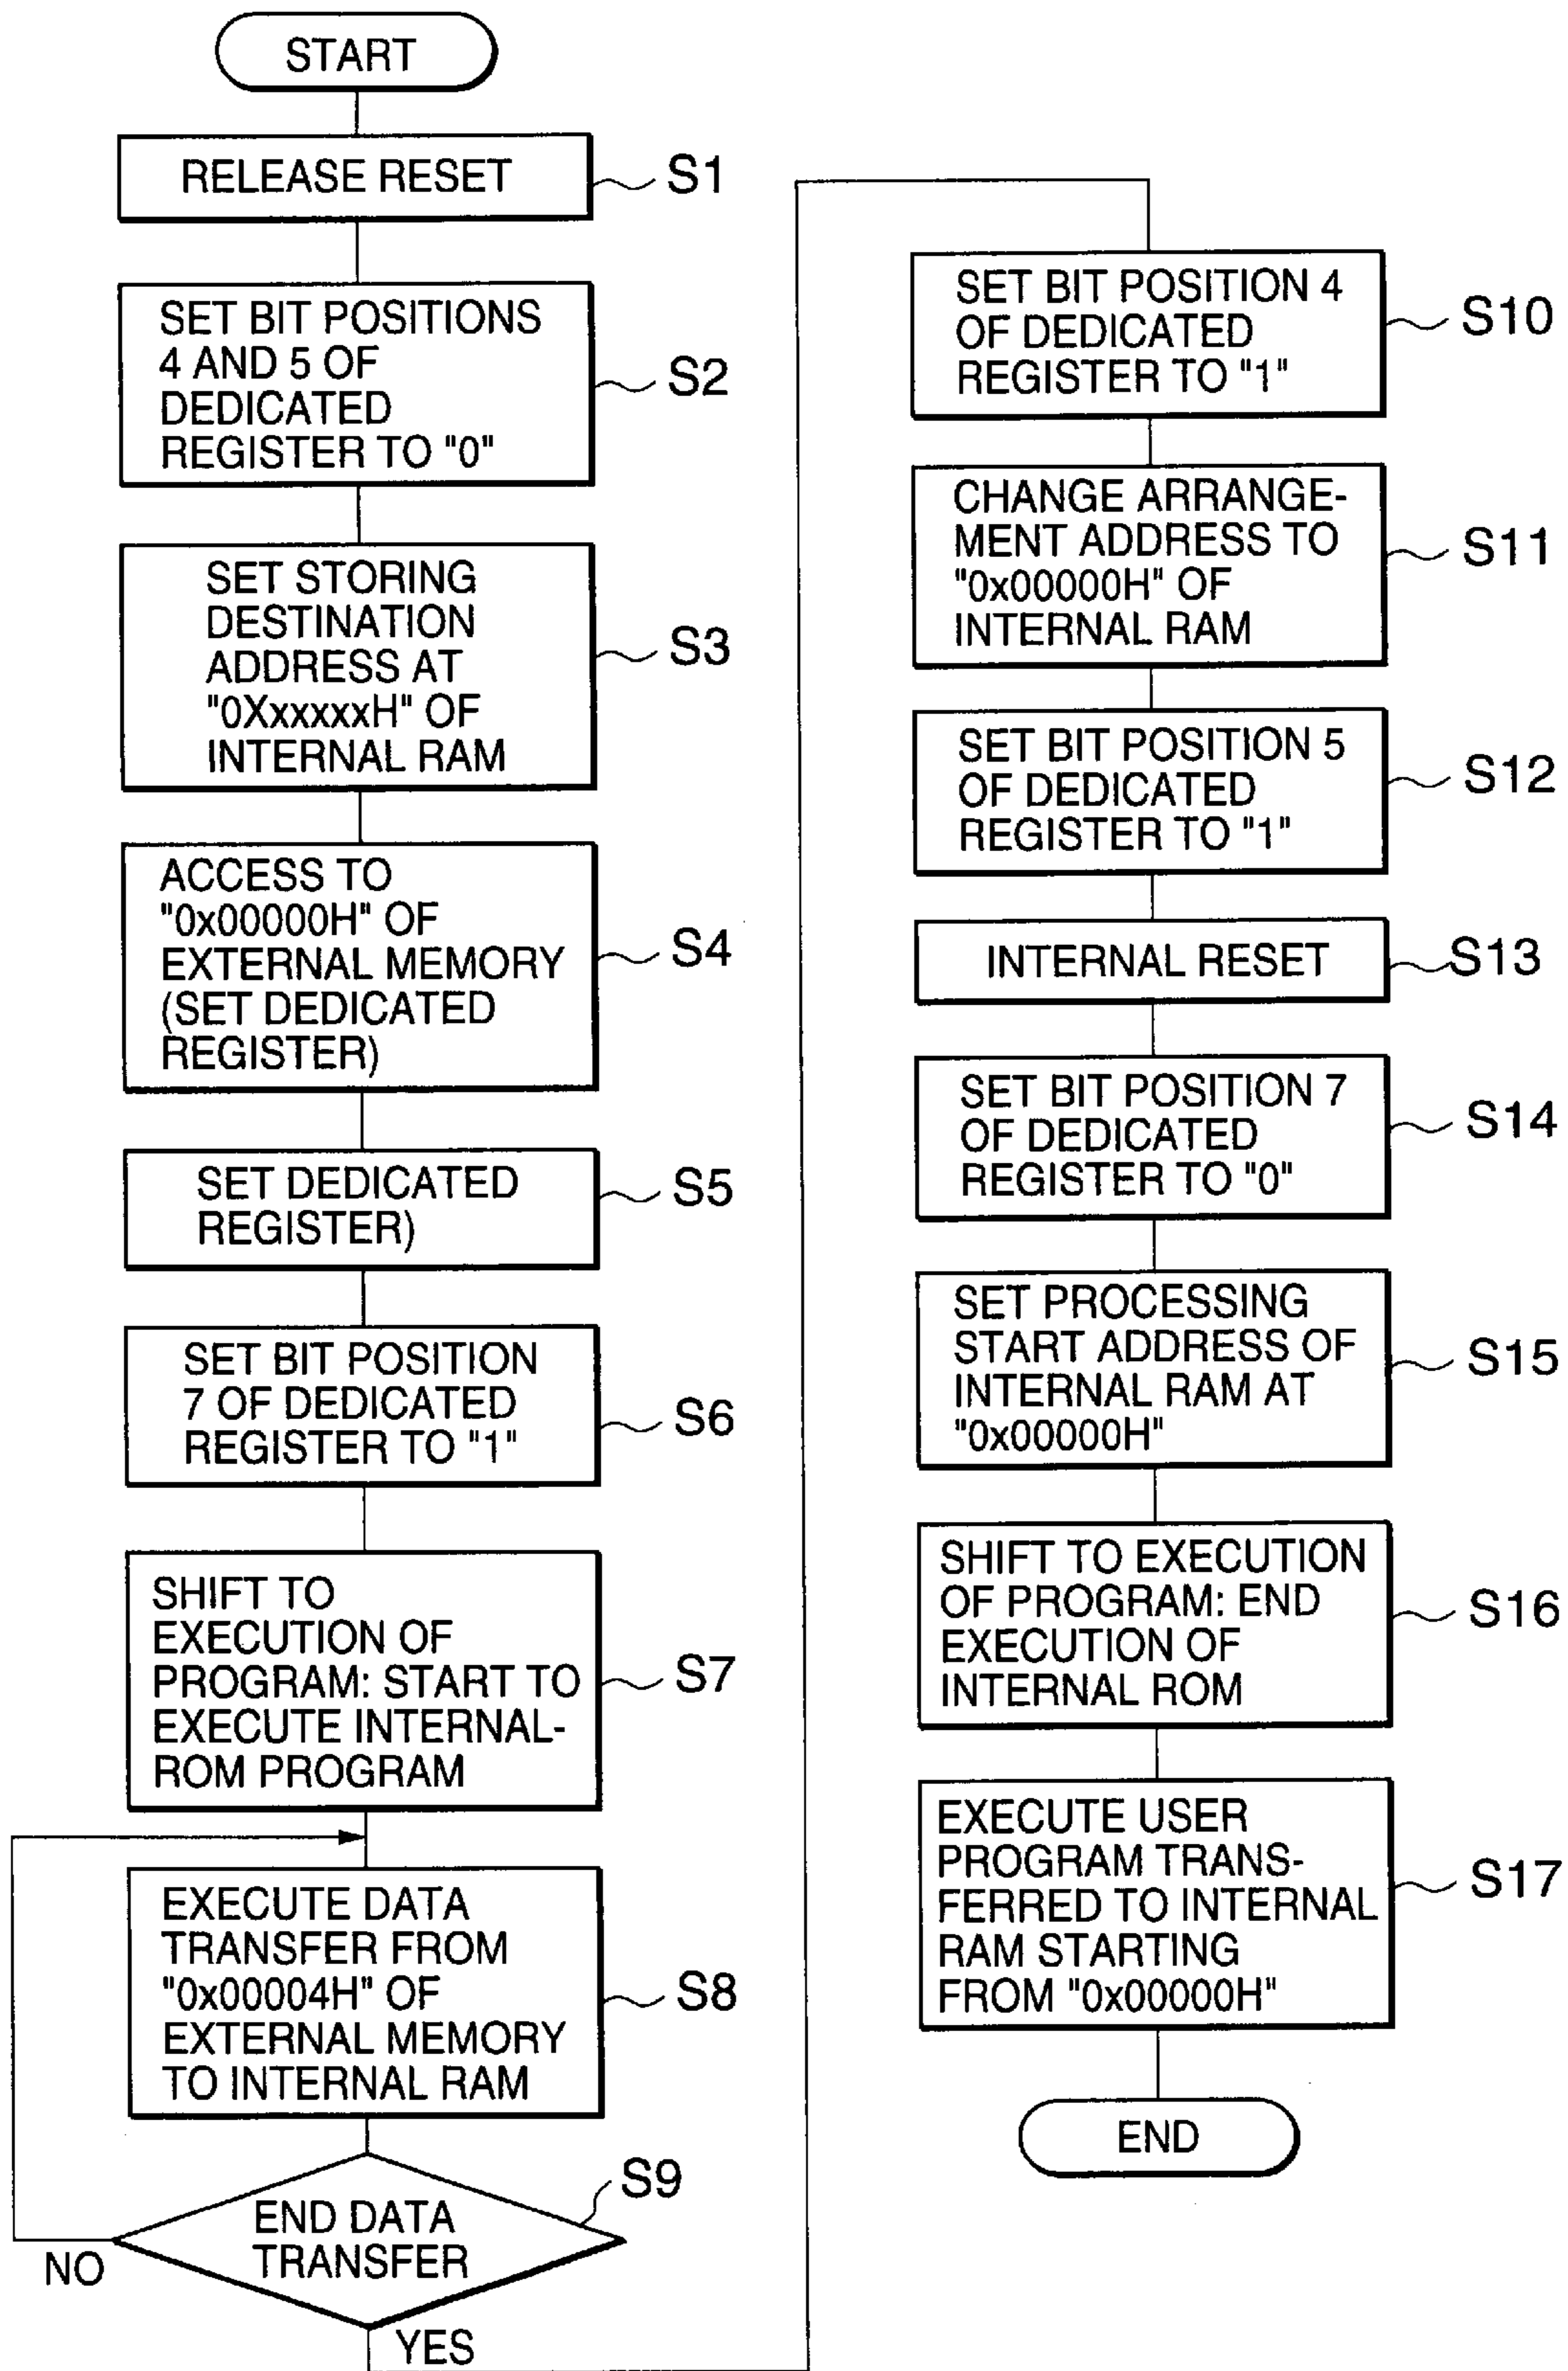 START
RELEASE RESET
S1
SET BIT POSITIONS
4 AND 5 OF
DEDICATED
REGISTER TO "0"
S2
SET STORING
DESTINATION
ADDRESS AT
"0XxxxxxH" OF
INTERNAL RAM
S3
ACCESS TO
"0x00000H" OF
EXTERNAL MEMORY
(SET DEDICATED
REGISTER)
S4
SET DEDICATED
REGISTER)
S5
SET BIT POSITION
7 OF DEDICATED
REGISTER TO "1"
S6
SHIFT TO
EXECUTION OF
PROGRAM: START TO
EXECUTE INTERNAL-
ROM PROGRAM
S7
EXECUTE DATA
TRANSFER FROM
"0x00004H" OF
EXTERNAL MEMORY
TO INTERNAL RAM
S8
END DATA
TRANSFER
S9
NO
YES
SET BIT POSITION 4
OF DEDICATED
REGISTER TO "1"
S10
CHANGE ARRANGE-
MENT ADDRESS TO
"0x00000H" OF
INTERNAL RAM
S11
SET BIT POSITION 5
OF DEDICATED
REGISTER TO "1"
S12
INTERNAL RESET
S13
SET BIT POSITION 7
OF DEDICATED
REGISTER TO "0"
S14
SET PROCESSING
START ADDRESS OF
INTERNAL RAM AT
"0x00000H"
S15
SHIFT TO EXECUTION
OF PROGRAM: END
EXECUTION OF
INTERNAL ROM
S16
EXECUTE USER
PROGRAM TRANS-
FERRED TO INTERNAL
RAM STARTING
FROM "0x00000H"
S17
END